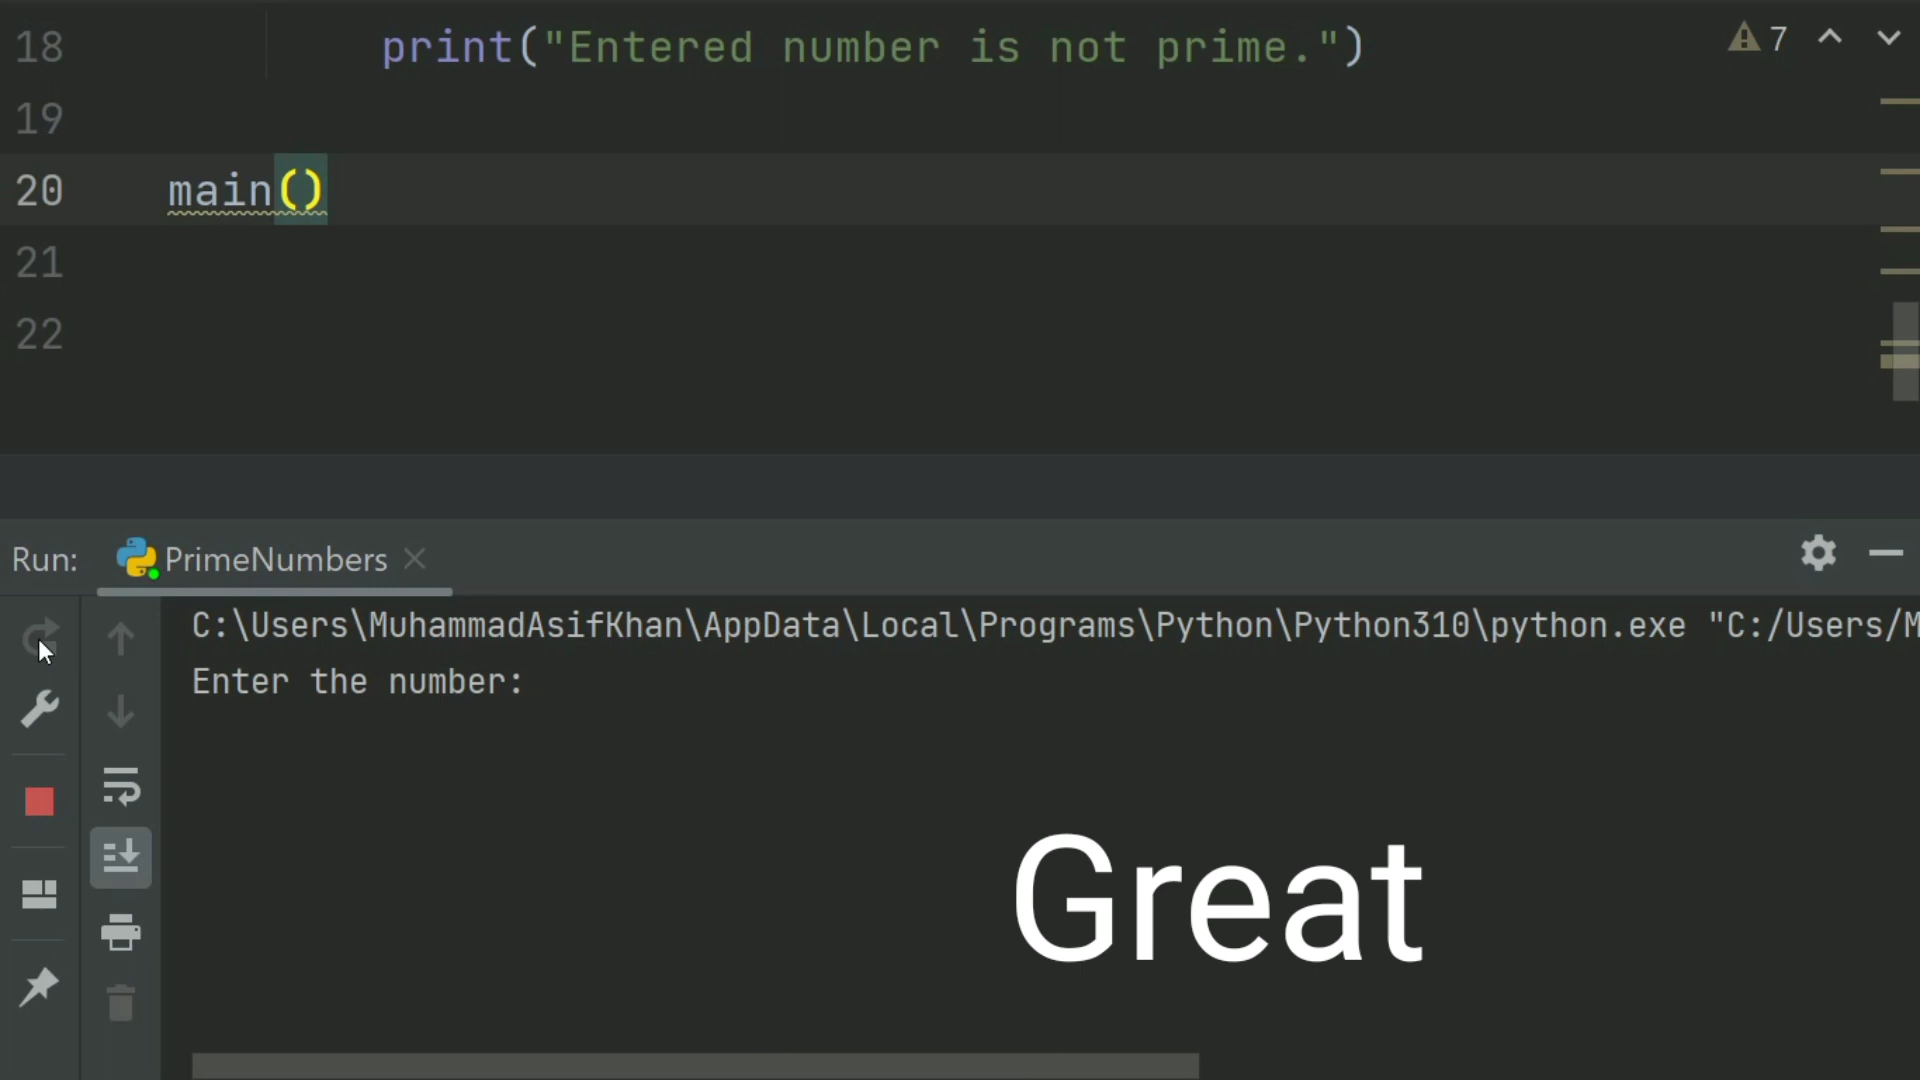 18 print("Entered number is not prime.") 7
19
20 main()
21
22
Run: PrimeNumbers
C:\Users\MuhammadAsifKhan\AppData\Local\Programs\Python\Python310\python.exe "C:/Users/M
Enter the number:
Great